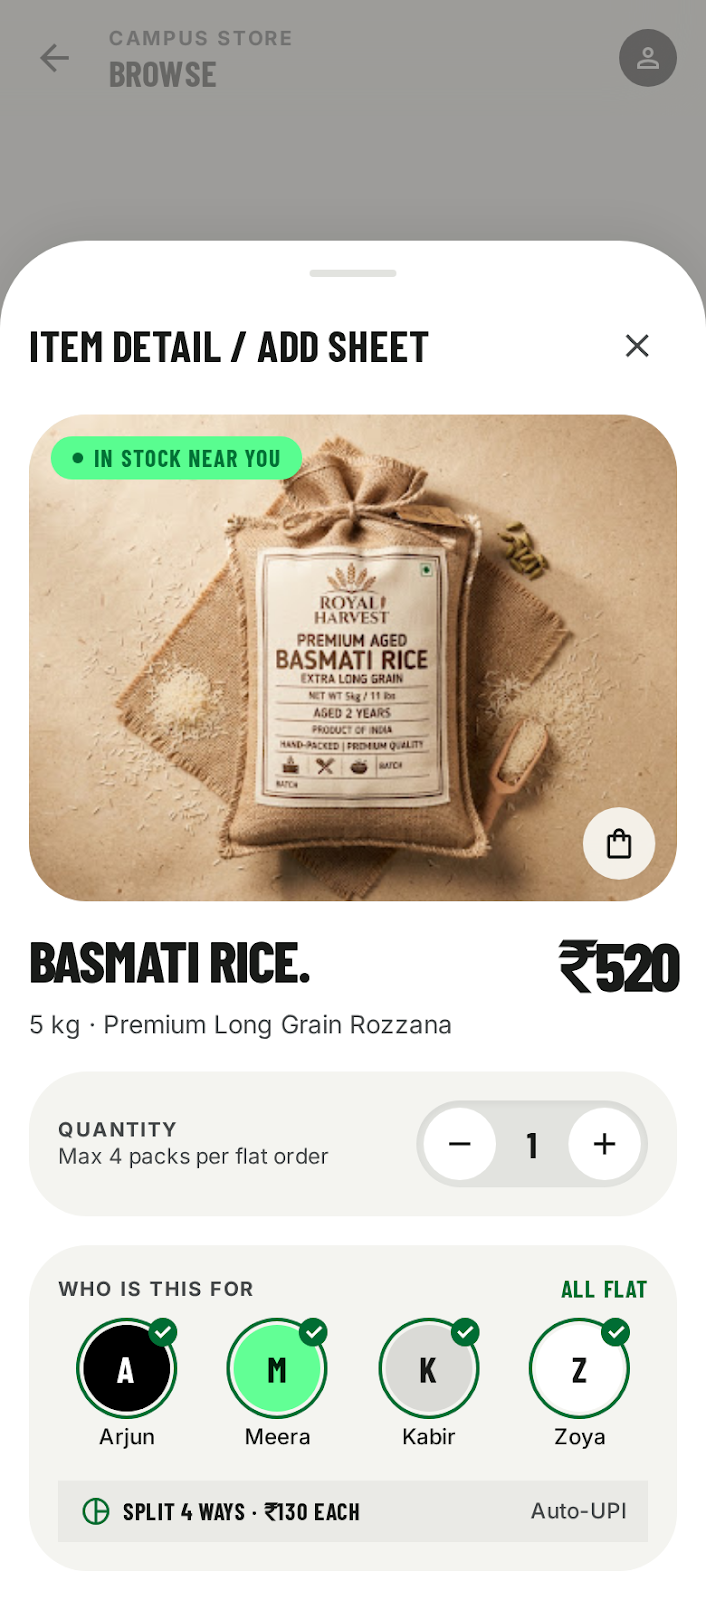 CAMPUS STORE
BROWSE
ITEM DETAIL / ADD SHEET
IN STOCK NEAR YOU
ROYAL
HARVEST
PREMIUM AGED
BASMATI RICE
EXTRA LONG GRAIN
NET WT 5kg / 11 lbs
AGED 2 YEARS
PRODUCT OF INDIA
HAND-PACKED | PREMIUM QUALITY
BATCH
BATCH
BASMATI RICE.
₹520
5 kg · Premium Long Grain Rozzana
QUANTITY
Max 4 packs per flat order
1
WHO IS THIS FOR
ALL FLAT
A
M
K
Z
Arjun
Meera
Kabir
Zoya
SPLIT 4 WAYS · ₹130 EACH
Auto-UPI